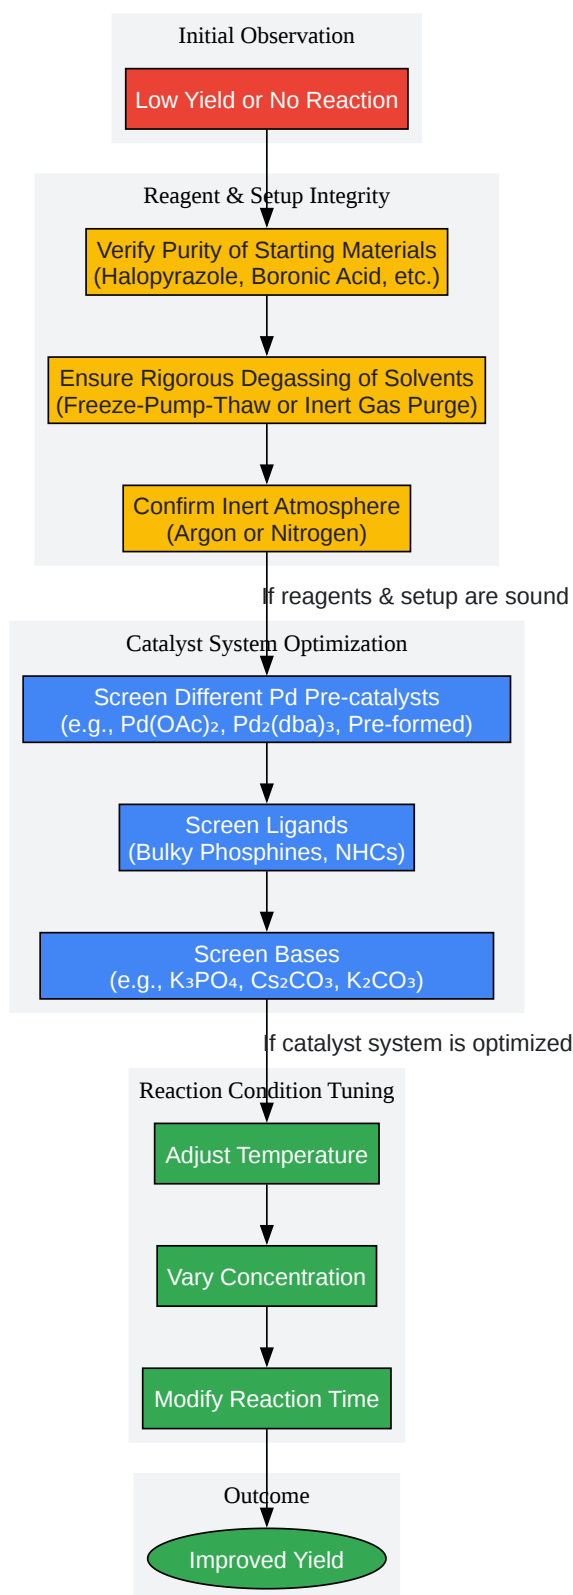 Initial Observation
Low Yield or No Reaction
Reagent & Setup Integrity
Verify Purity of Starting Materials
(Halopyrazole, Boronic Acid, etc.)
Ensure Rigorous Degassing of Solvents
(Freeze-Pump-Thaw or Inert Gas Purge)
Confirm Inert Atmosphere
(Argon or Nitrogen)
If reagents & setup are sound
Catalyst System Optimization
Screen Different Pd Pre-catalysts
(e.g., Pd(OAc)₂, Pd₂(dba)₃, Pre-formed)
Screen Ligands
(Bulky Phosphines, NHCs)
Screen Bases
(e.g., K₃PO₄, Cs₂CO₃, K₂CO₃)
If catalyst system is optimized
Reaction Condition Tuning
Adjust Temperature
Vary Concentration
Modify Reaction Time
Outcome
Improved Yield